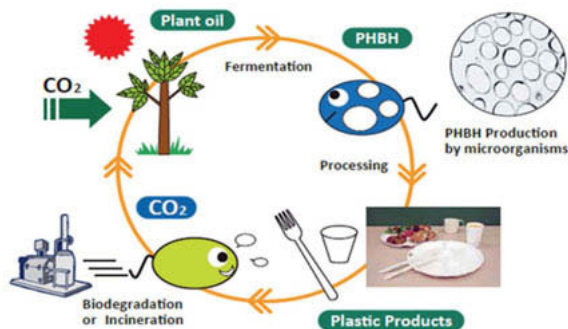 Plant oil
PHBH
Fermentation
CO2
PHBH Production
by microorganisms
Processing
CO2
Biodegradation
or Incineration
Plastic Products